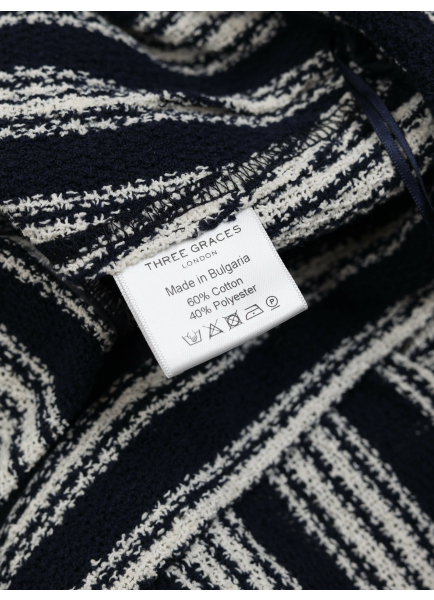 THREE GRACES
LONDON
Made in Bulgaria
60% Cotton
40% Polyester